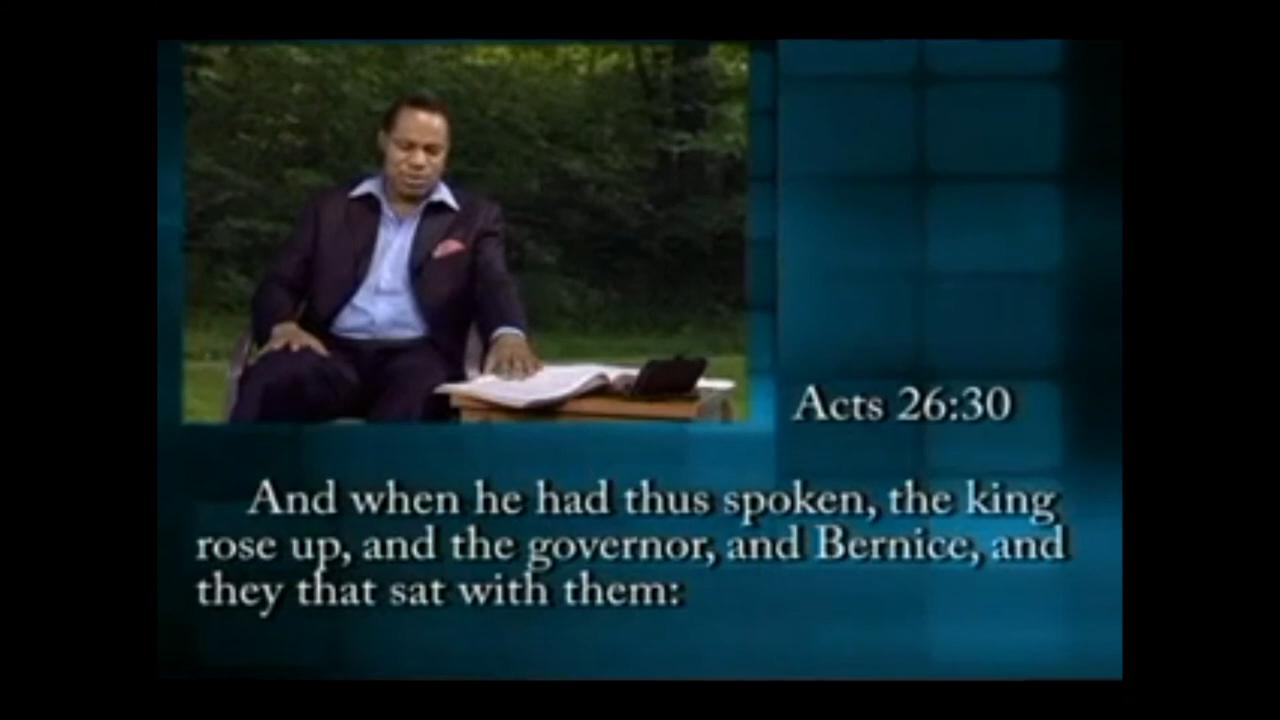 Acts 26:30
And when he had thus spoken, the king
rose up, and the governor, and Bernice, and
they that sat with them: